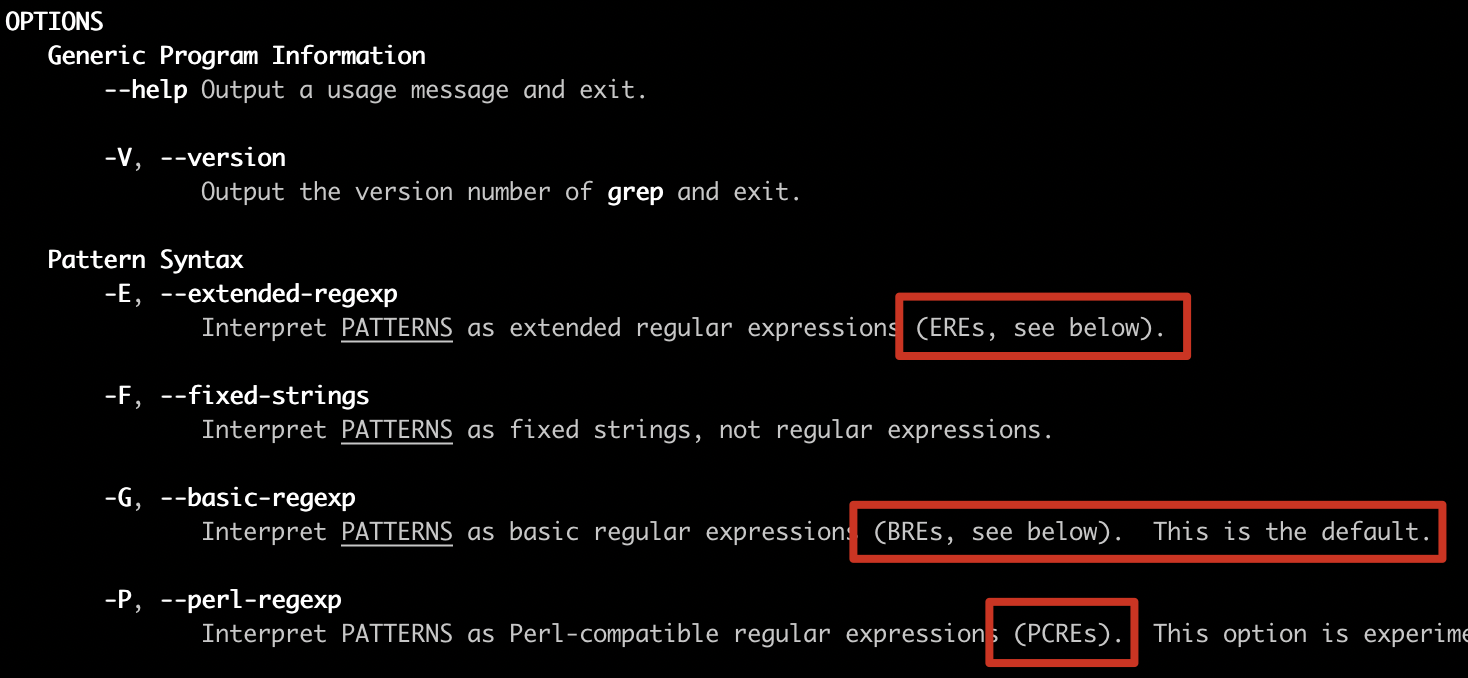 OPTIONS
Generic Program Information
--help Output a usage message and exit.
-V, --version
Output the version number of grep and exit.
Pattern Syntax
-E, --extended-regexp
Interpret PATTERNS as extended regular expressions (EREs, see below).
-F, --fixed-strings
Interpret PATTERNS as fixed strings, not regular expressions.
-G, --basic-regexp
Interpret PATTERNS as basic regular expressions (BREs, see below).  This is the default.
-P, --perl-regexp
Interpret PATTERNS as Perl-compatible regular expressions (PCREs).  This option is experime